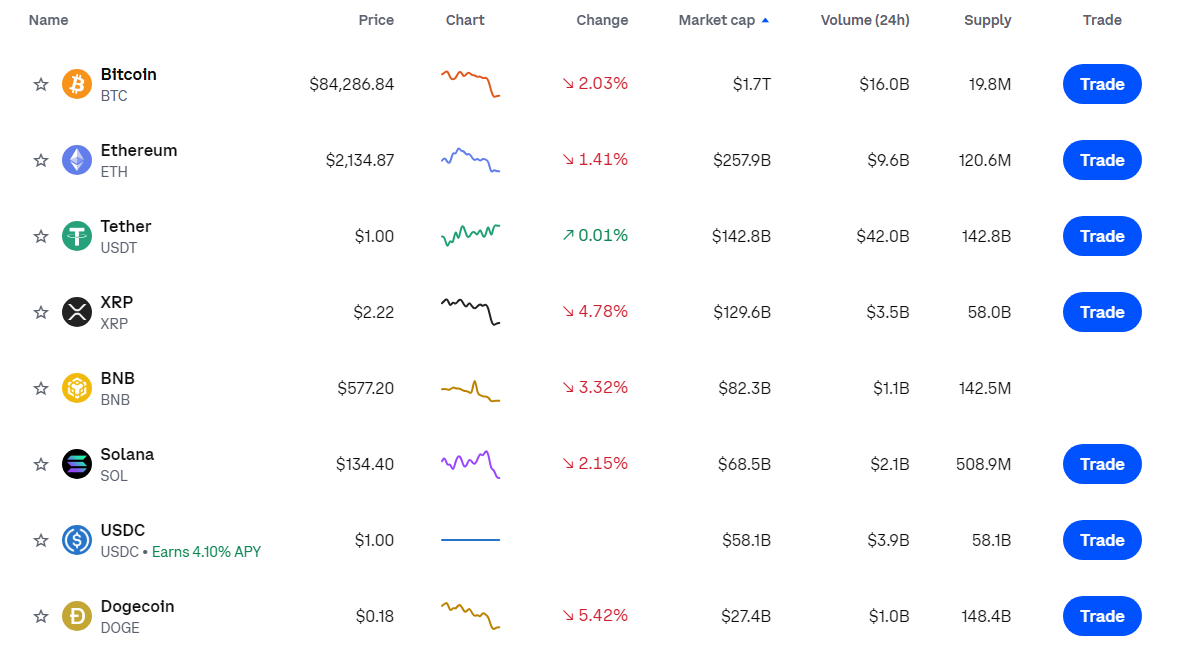 Name Price Chart Change Market cap Volume (24h) Supply Trade
Bitcoin
BTC
$84,286.84 2.03% $1.7T $16.0B 19.8M Trade
Ethereum
ETH
$2,134.87 1.41% $257.9B $9.6B 120.6M Trade
Tether
USDT
$1.00 0.01% $142.8B $42.0B 142.8B Trade
XRP
XRP
$2.22 4.78% $129.6B $3.5B 58.0B Trade
BNB
BNB
$577.20 3.32% $82.3B $1.1B 142.5M
Solana
SOL
$134.40 2.15% $68.5B $2.1B 508.9M Trade
USDC
USDC • Earns 4.10% APY
$1.00 $58.1B $3.9B 58.1B Trade
Dogecoin
DOGE
$0.18 5.42% $27.4B $1.0B 148.4B Trade